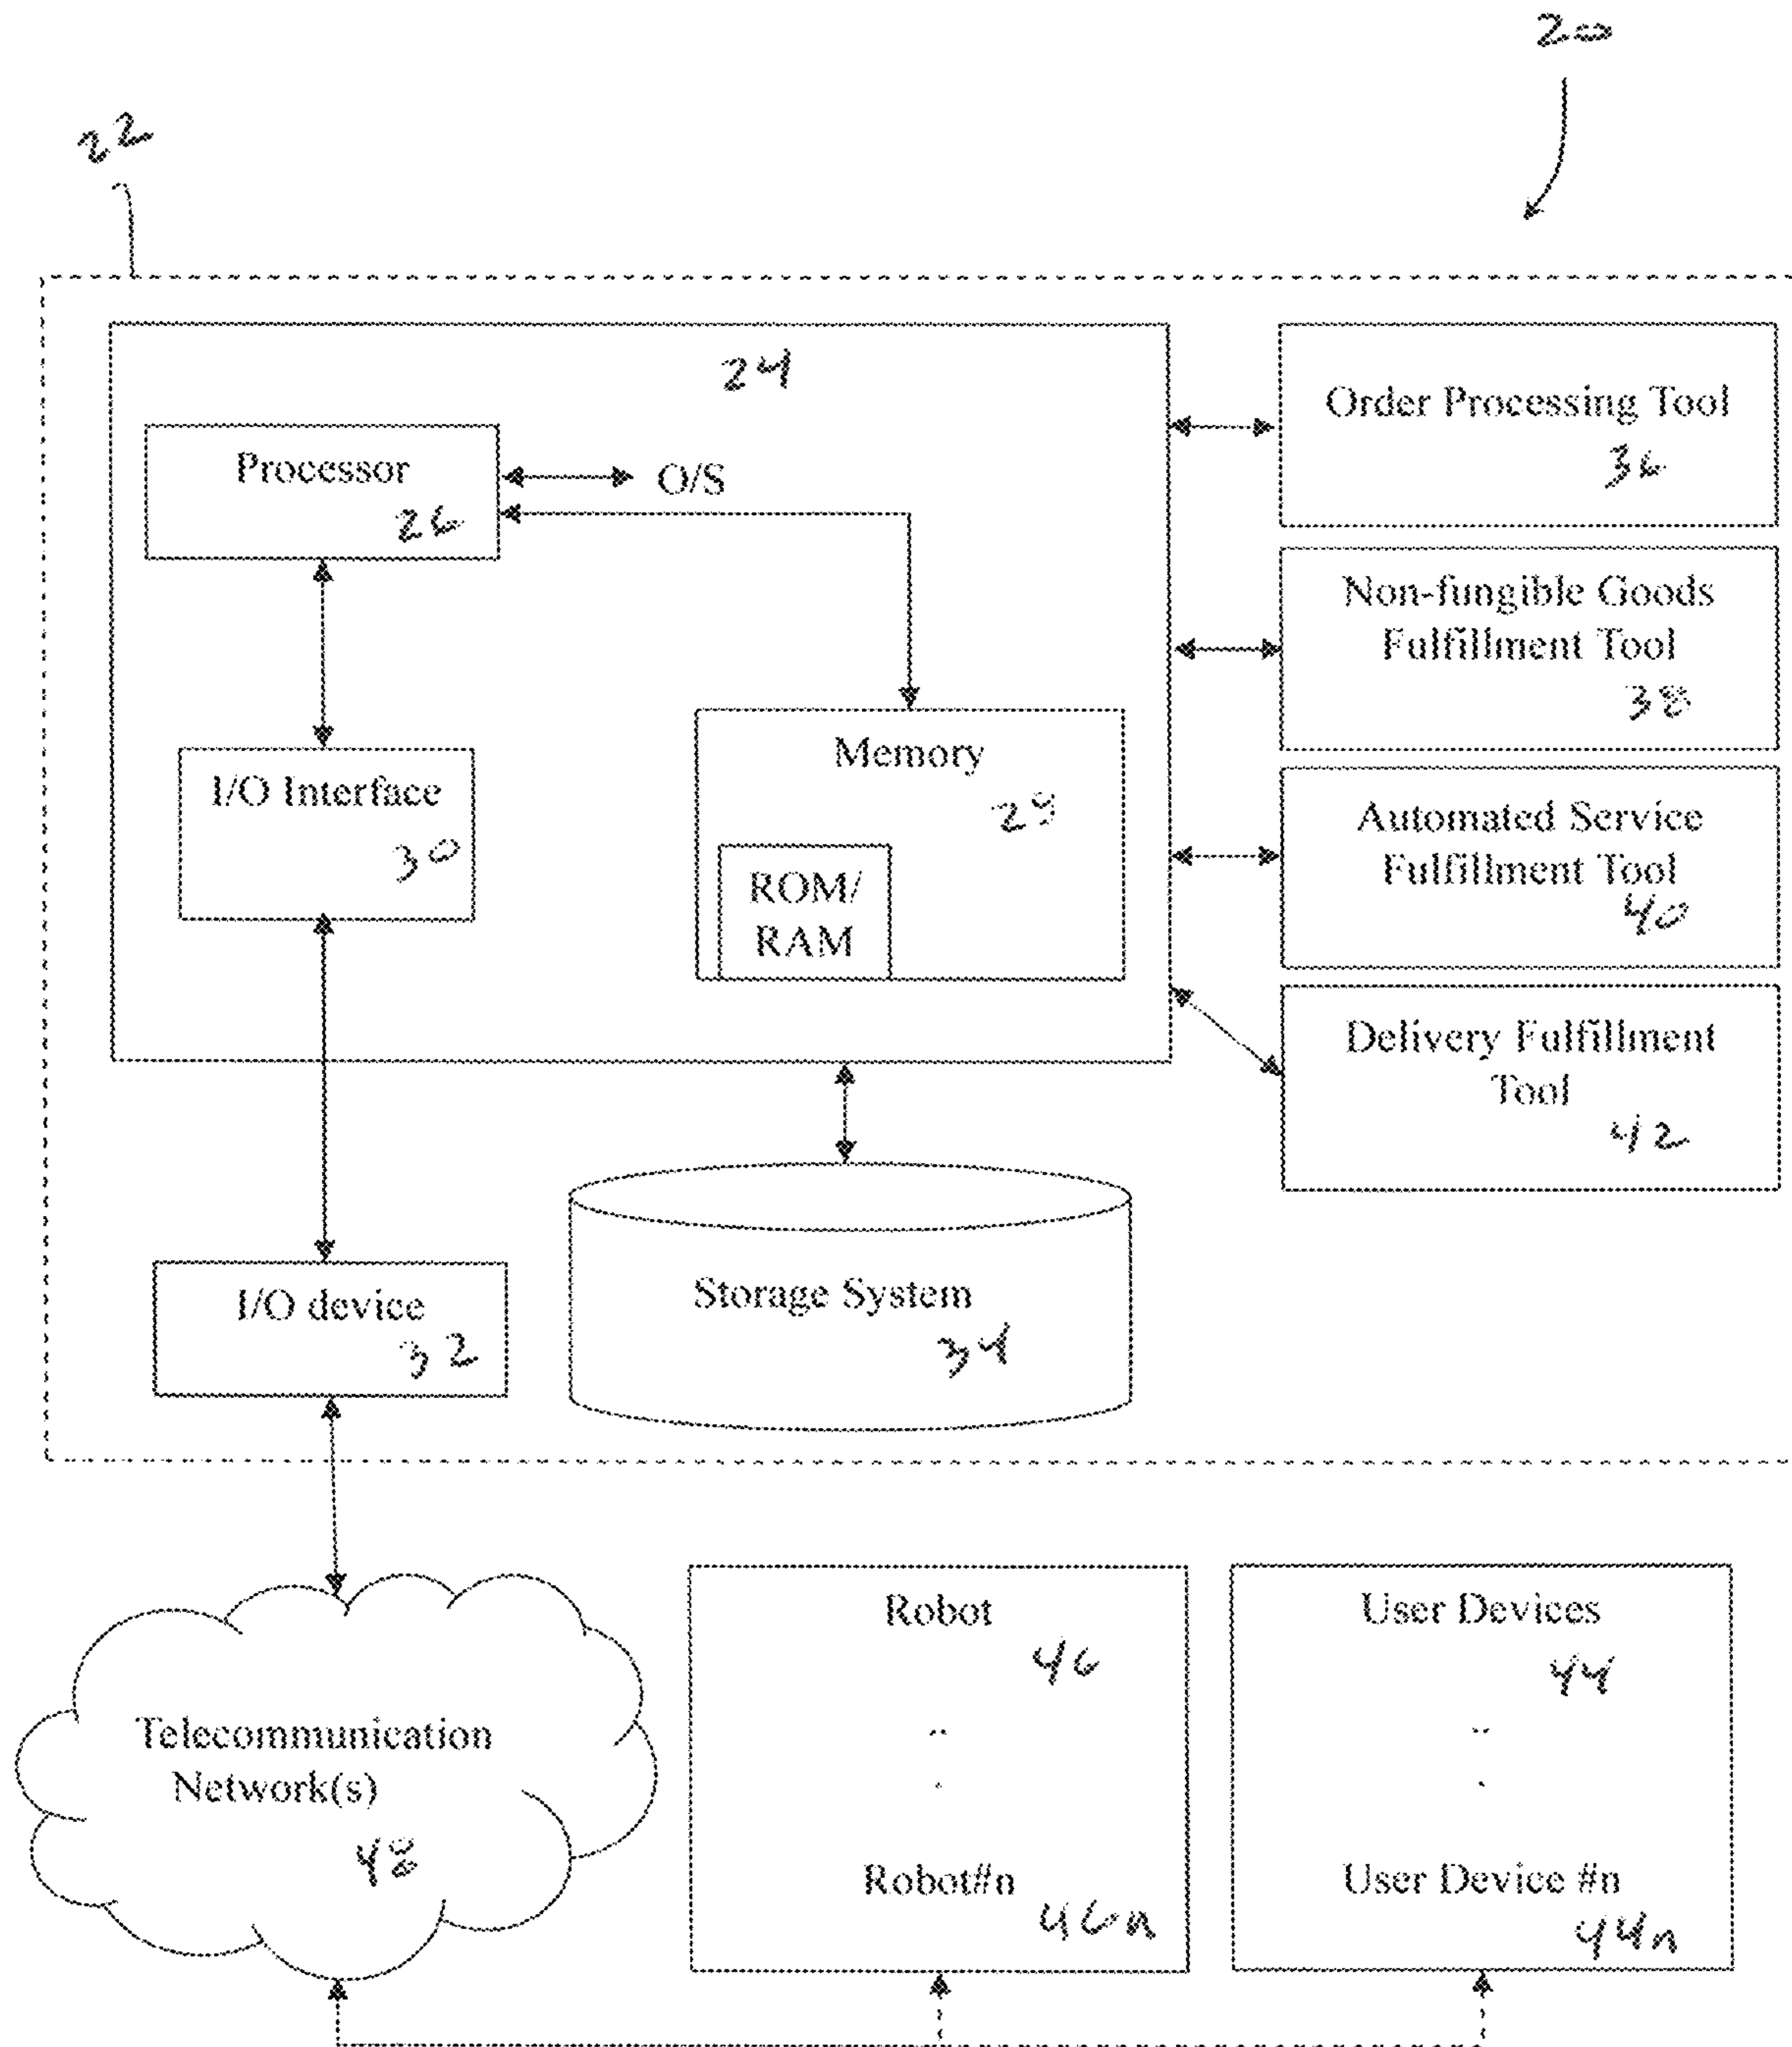 20
22
24
Processor
26
O/S
I/O Interface
30
Memory
28
ROM/
RAM
Order Processing Tool
36
Non-fungible Goods
Fulfillment Tool
38
Automated Service
Fulfillment Tool
40
Delivery Fulfillment
Tool
42
I/O device
32
Storage System
34
Telecommunication
Network(s)
48
Robot
46
Robot#n
46n
User Devices
44
User Device #n
44n